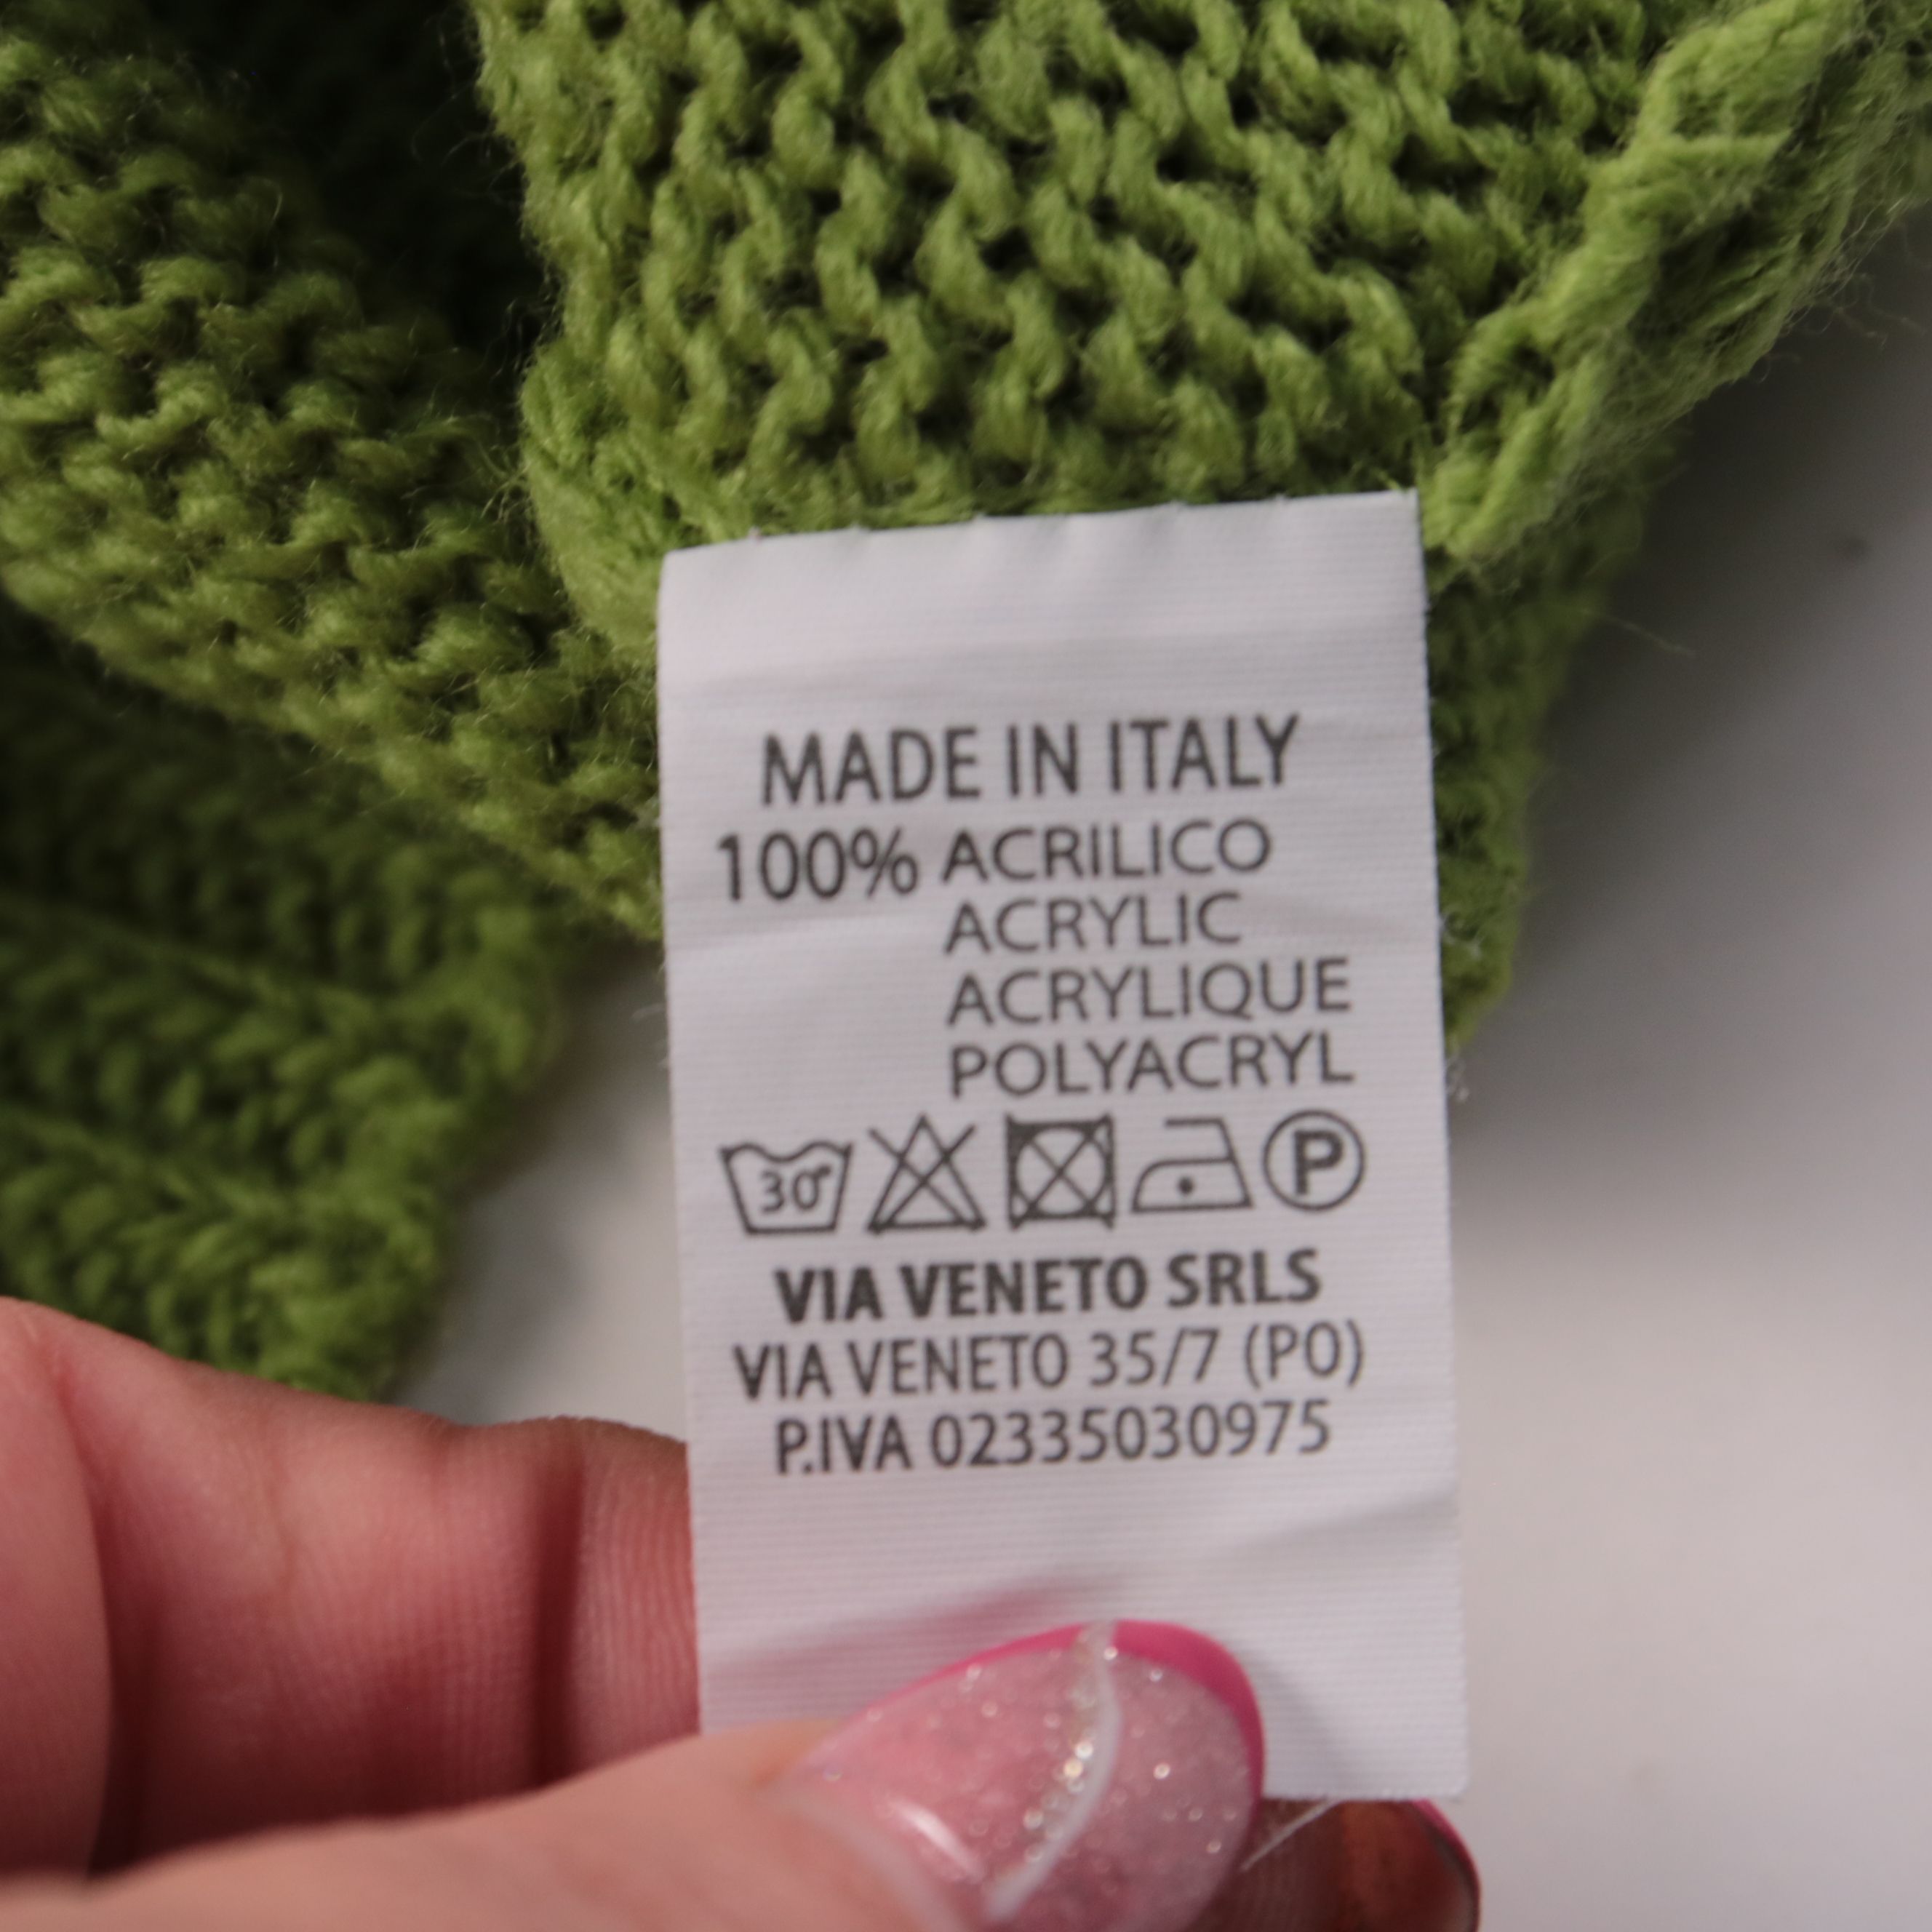 MADE IN ITALY
100% ACRILICO
ACRYLIC
ACRYLIQUE
POLYACRYL
30° P
VIA VENETO SRLS
VIA VENETO 35/7 (PO)
P.IVA 02335030975